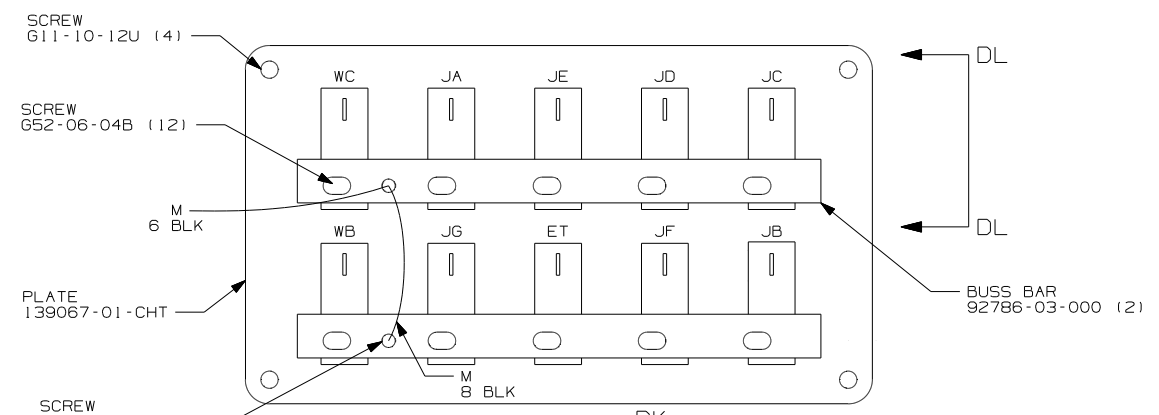 SCREW
G11-10-12U (4)
DL
WC JA JE JD JC
SCREW
G52-06-04B (12)
M
6 BLK
DL
WB JG ET JF JB
PLATE
139067-01-CHT
BUSS BAR
92786-03-000 (2)
M
8 BLK
SCREW
DK